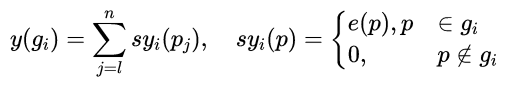 y(g_i) = \sum_{j=l}^{n} sy_i(p_j), \quad sy_i(p) = \begin{cases} e(p), p & \in g_i \\ 0, & p \notin g_i \end{cases}